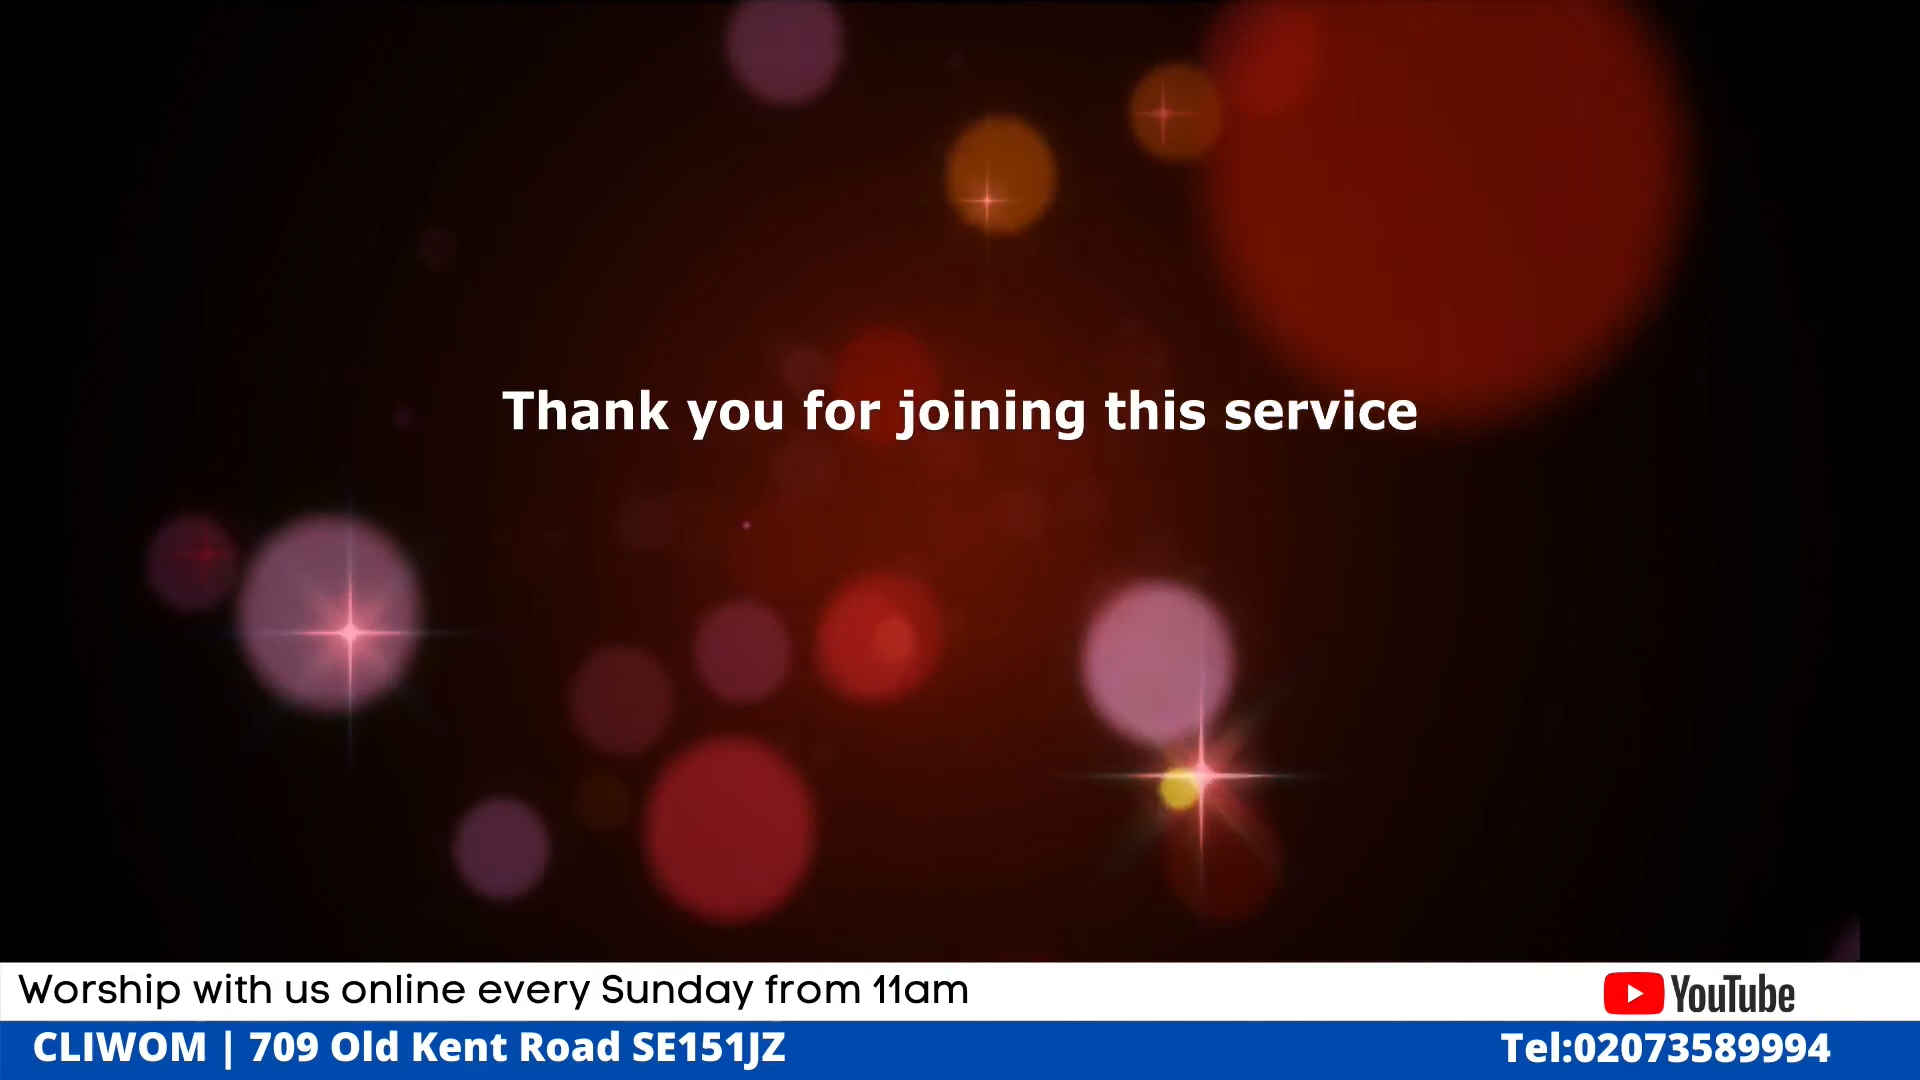 Thank you for joining this service
Worship with us online every Sunday from 11am
YouTube
CLIWOM | 709 Old Kent Road SE151JZ
Tel:02073589994